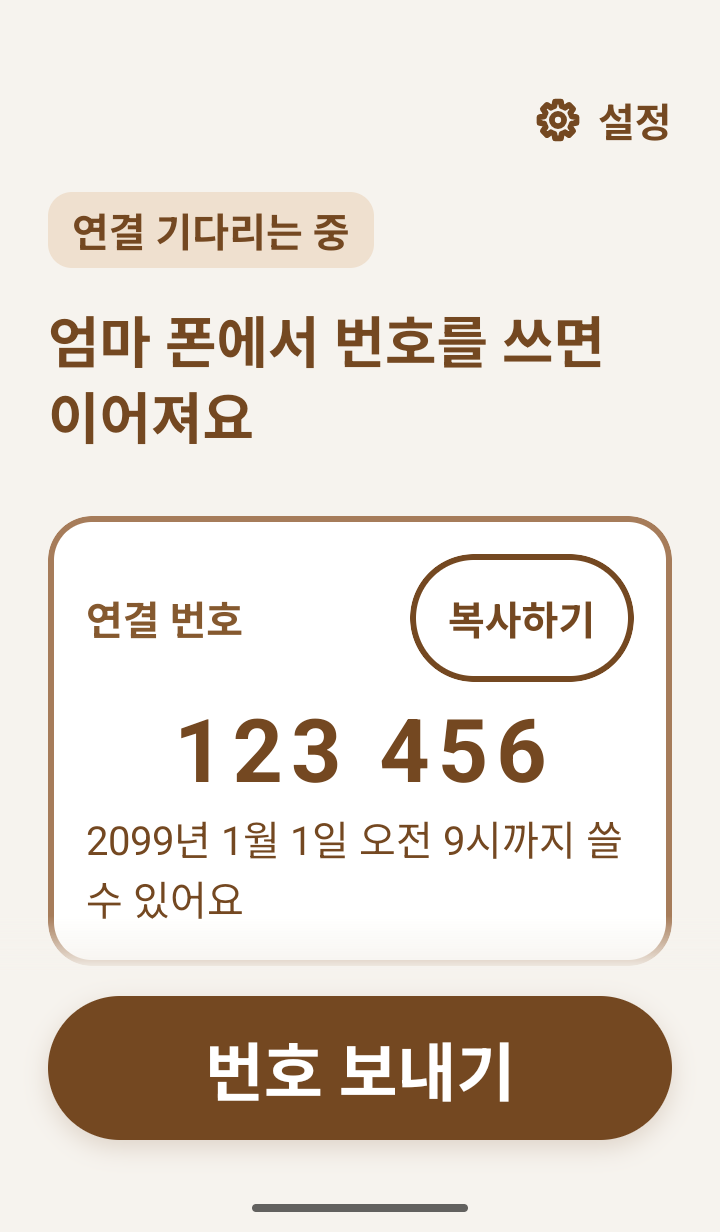 설정
연결 기다리는 중
엄마 폰에서 번호를 쓰면
이어져요
연결 번호
복사하기
123 456
2099년 1월 1일 오전 9시까지 쓸
수 있어요
번호 보내기